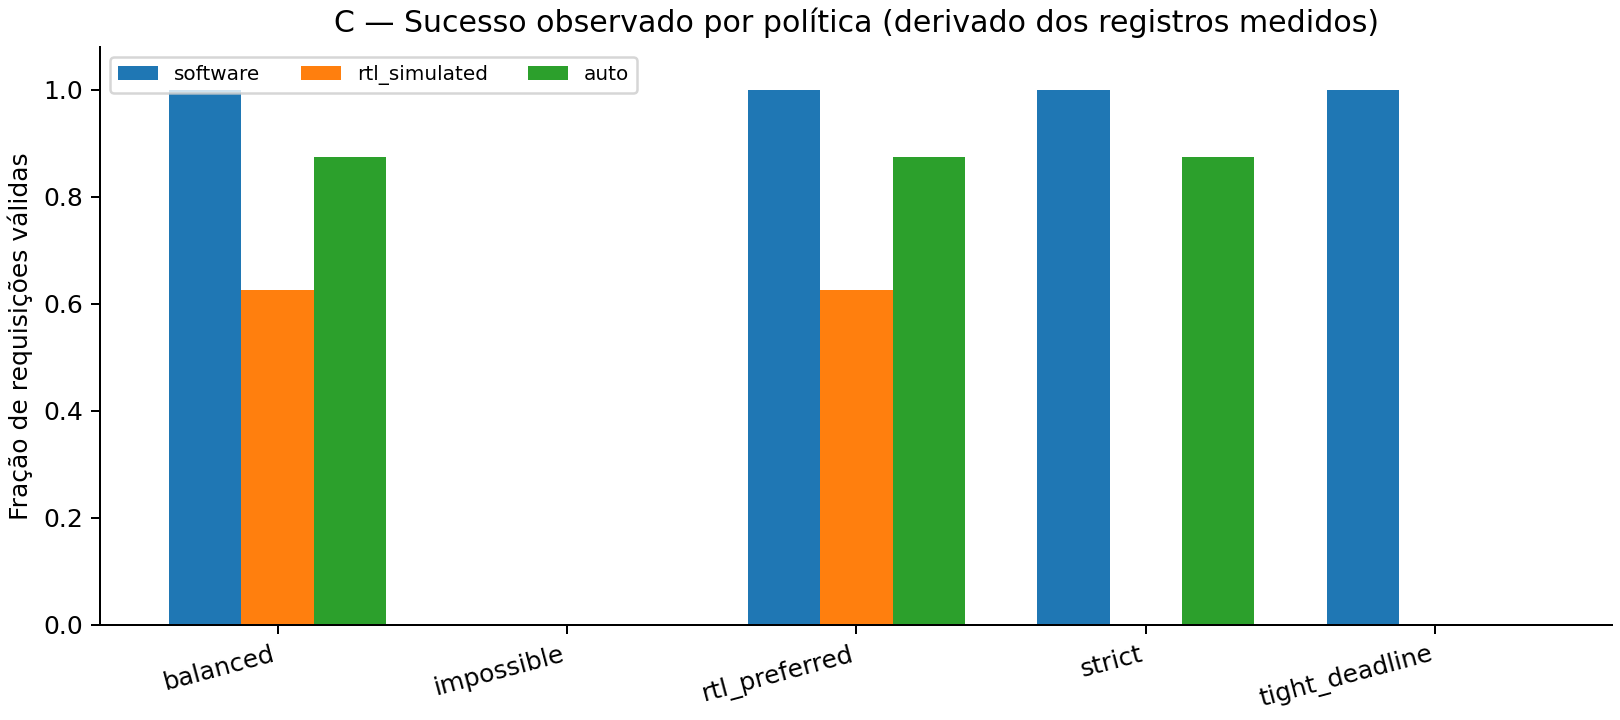 C — Sucesso observado por política (derivado dos registros medidos)
software rtl_simulated auto
Fração de requisições válidas
1.0
0.8
0.6
0.4
0.2
0.0
balanced impossible rtl_preferred strict tight_deadline